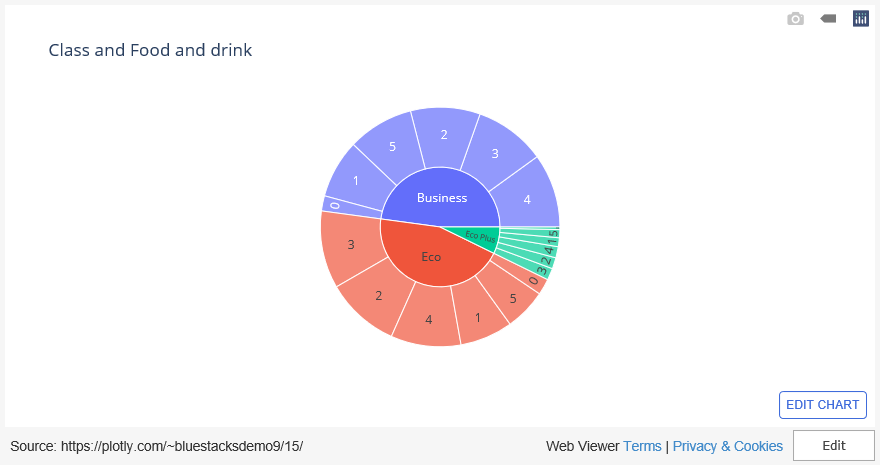 Class and Food and drink
2
5
3
1
4
Business
0
5
1
Eco Plus
4
3
2
Eco
3
0
2
5
4
1
EDIT CHART
Source: https://plotly.com/~bluestacksdemo9/15/
Web Viewer Terms | Privacy & Cookies
Edit